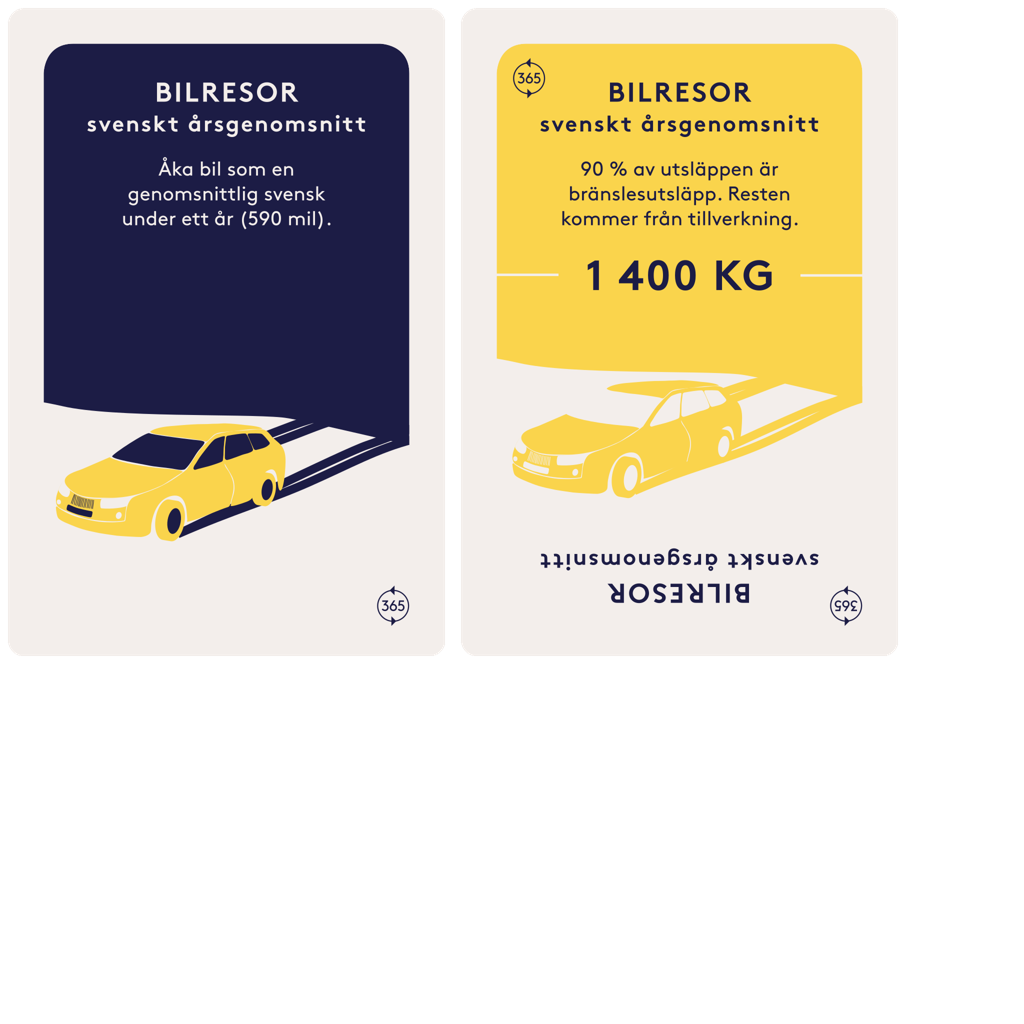 BILRESOR
svenskt årsgenomsnitt
Åka bil som en
genomsnittlig svensk
under ett år (590 mil).
365
365
BILRESOR
svenskt årsgenomsnitt
90 % av utsläppen är
bränslesutsläpp. Resten
kommer från tillverkning.
1 400 KG
svenskt årsgenomsnitt
BILRESOR
365